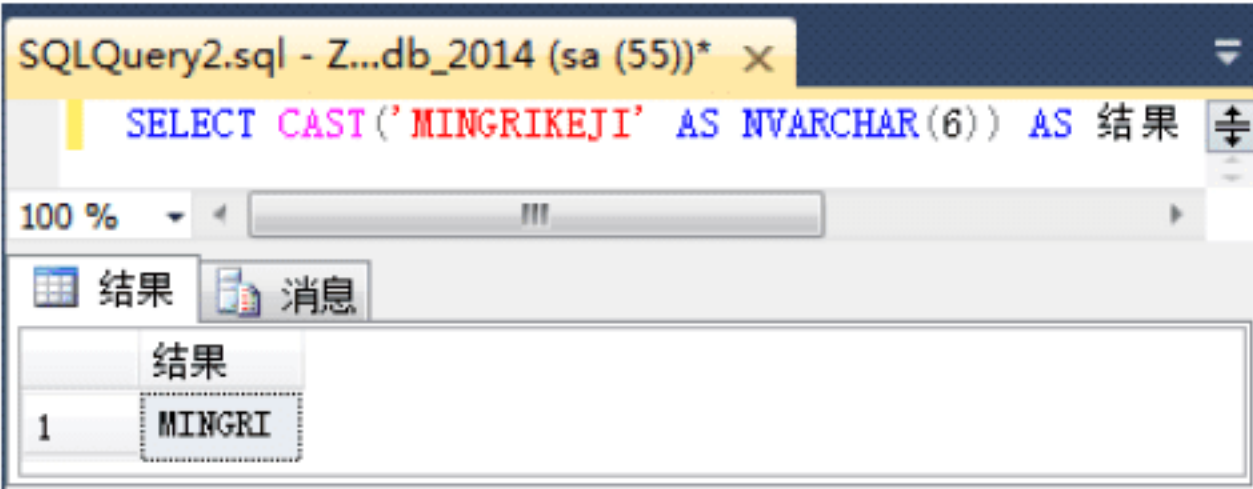 SQLQuery2.sql - Z...db_2014 (sa (55))*
SELECT CAST('MINGRIKEJI' AS NVARCHAR(6)) AS 结果
100 %
结果 消息
结果
1 MINGRI